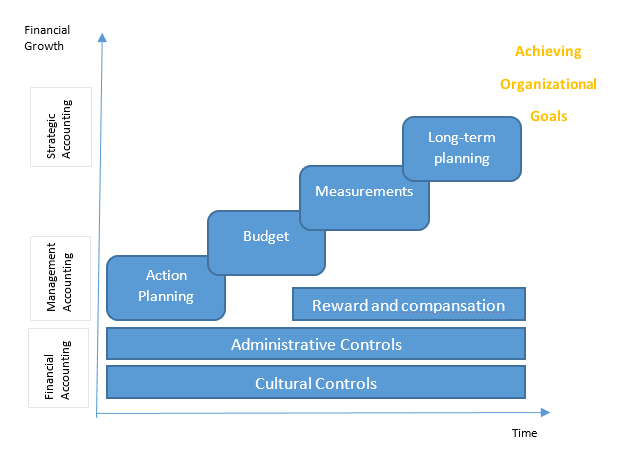 Financial
Growth
Achieving
Organizational
Goals
Strategic
Accounting
Long-term
planning
Measurements
Budget
Management
Accounting
Action
Planning
Reward and compansation
Financial
Accounting
Administrative Controls
Cultural Controls
Time